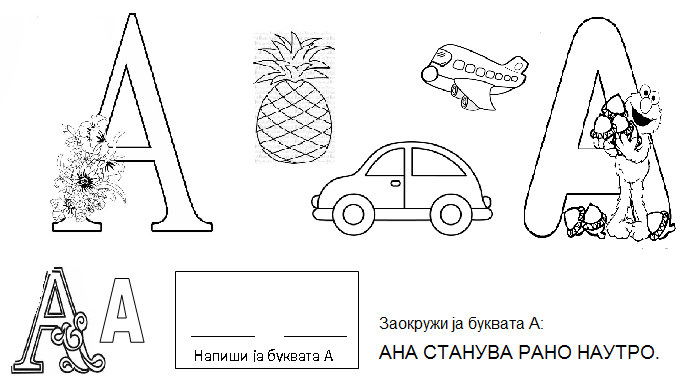 А
А
А А
Напиши ја буквата А
Заокружи ја буквата А:
АНА СТАНУВА РАНО НАУТРО.